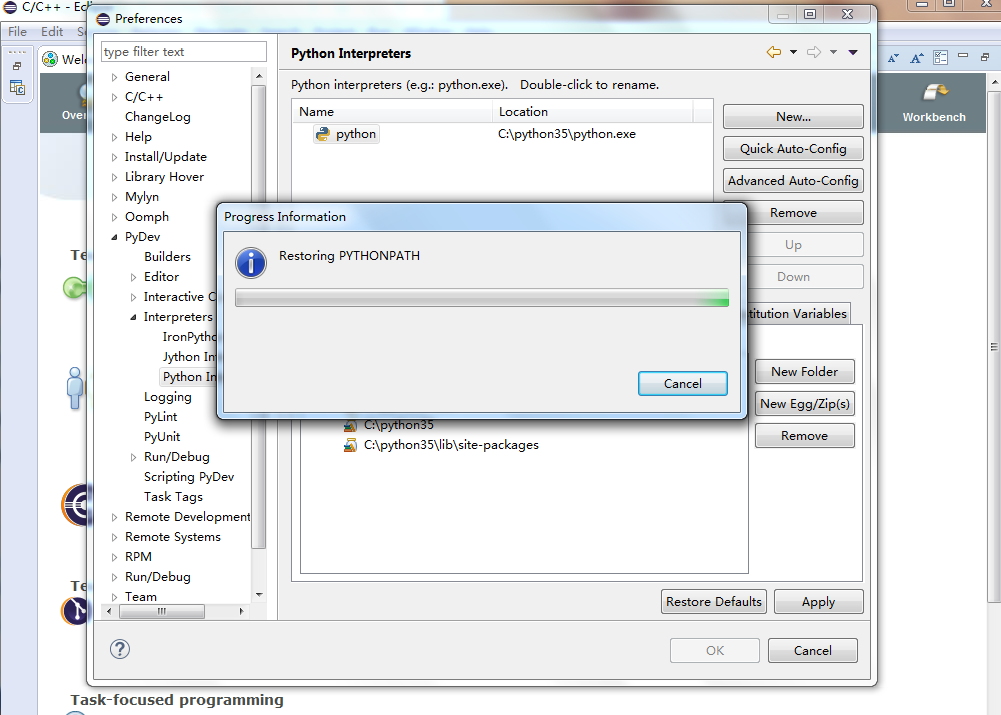 C/C++ - Ecl
Preferences
File Edit
type filter text
Python Interpreters
Python interpreters (e.g.: python.exe). Double-click to rename.
Name Location
python C:\python35\python.exe
New...
Quick Auto-Config
Advanced Auto-Config
Remove
Up
Down
Workbench
General
C/C++
ChangeLog
Help
Install/Update
Library Hover
Mylyn
Oomph
PyDev
Builders
Editor
Interactive C
Interpreters
IronPytho
Jython In
Python In
Logging
PyLint
PyUnit
Run/Debug
Scripting PyDev
Task Tags
Remote Development
Remote Systems
RPM
Run/Debug
Team
Progress Information
Restoring PYTHONPATH
Cancel
titution Variables
New Folder
New Egg/Zip(s)
Remove
C:\python35
C:\python35\lib\site-packages
Restore Defaults Apply
OK Cancel
Welc
Over
Te
Te
Task-focused programming